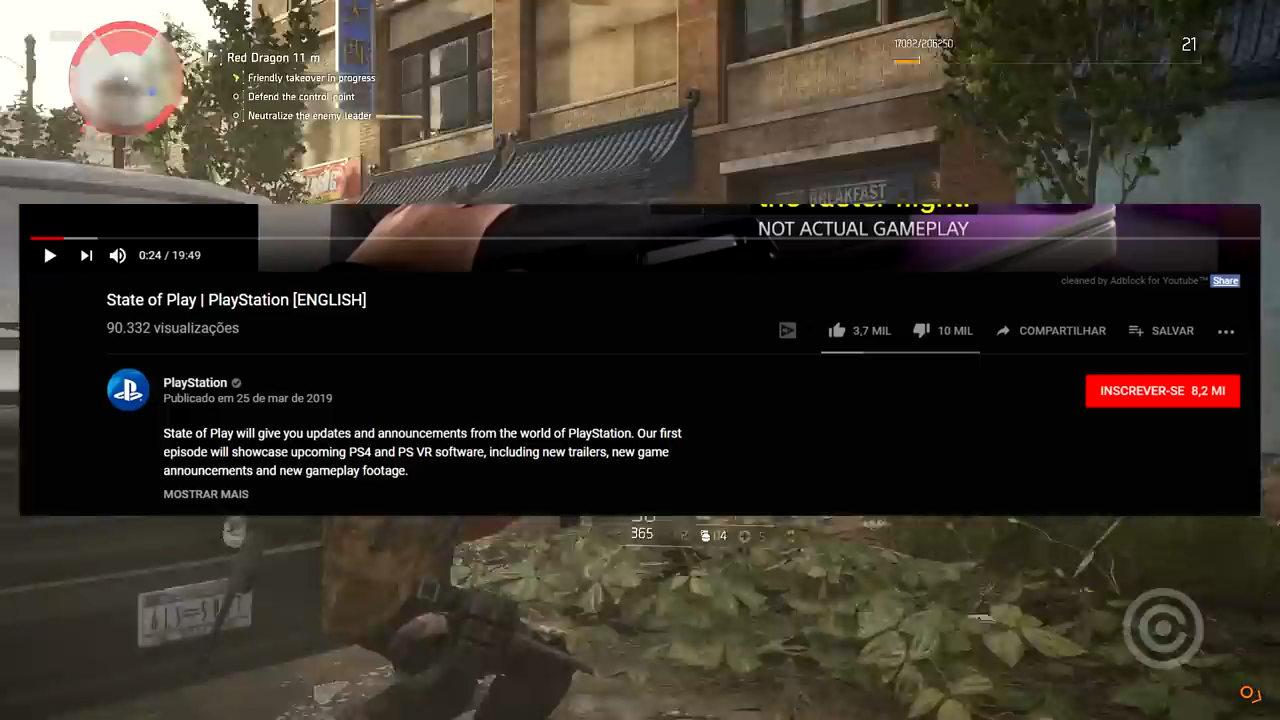 Red Dragon 11 m
Friendly takeover in progress
Defend the control point
Neutralize the enemy leader
17082/206250
21
BREAKFAST
NOT ACTUAL GAMEPLAY
0:24 / 19:49
cleaned by Adblock for Youtube™ Share
State of Play | PlayStation [ENGLISH]
90.332 visualizações
3,7 MIL 10 MIL COMPARTILHAR SALVAR
PlayStation
Publicado em 25 de mar de 2019
INSCREVER-SE 8,2 MI
State of Play will give you updates and announcements from the world of PlayStation. Our first
episode will showcase upcoming PS4 and PS VR software, including new trailers, new game
announcements and new gameplay footage.
MOSTRAR MAIS
365